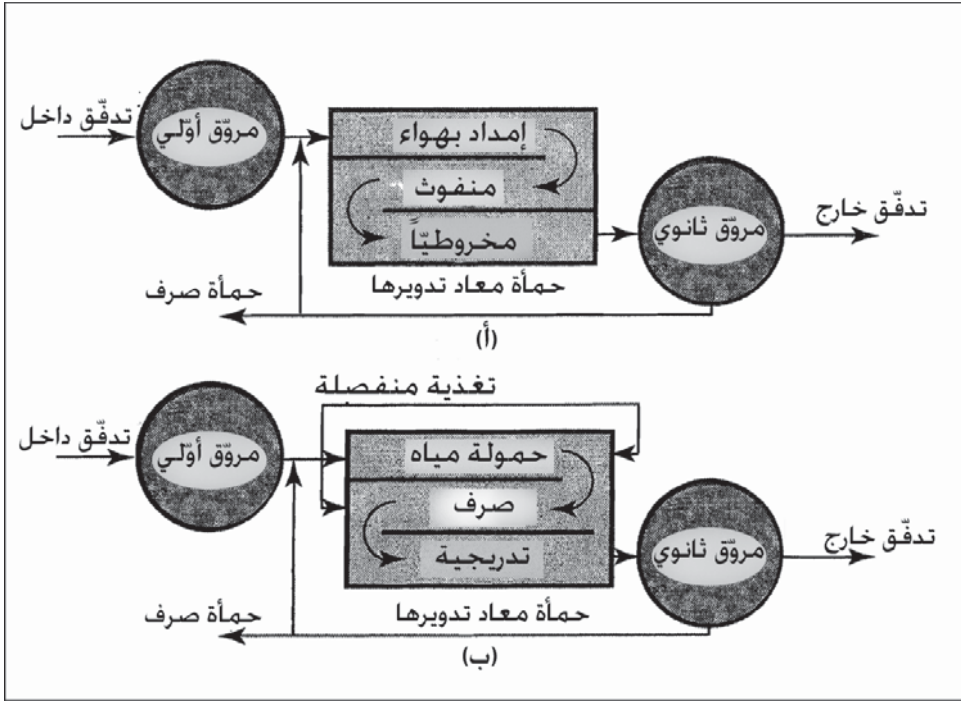 تدفّق داخل
مروّق أوّلي
إمداد بهواء
منفوث
مخروطيّاً
مروّق ثانوي
تدفّق خارج
حمأة معاد تدويرها
حمأة صرف
(أ)
تغذية منفصلة
تدفّق داخل
مروّق أوّلي
حمولة مياه
صرف
تدريجية
مروّق ثانوي
تدفّق خارج
حمأة معاد تدويرها
حمأة صرف
(ب)